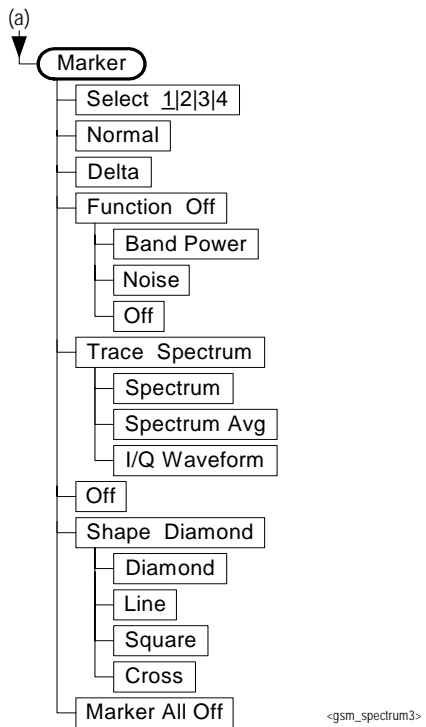 (a)
Marker
Select 1|2|3|4
Normal
Delta
Function Off
Band Power
Noise
Off
Trace Spectrum
Spectrum
Spectrum Avg
I/Q Waveform
Off
Shape Diamond
Diamond
Line
Square
Cross
Marker All Off
<gsm_spectrum3>